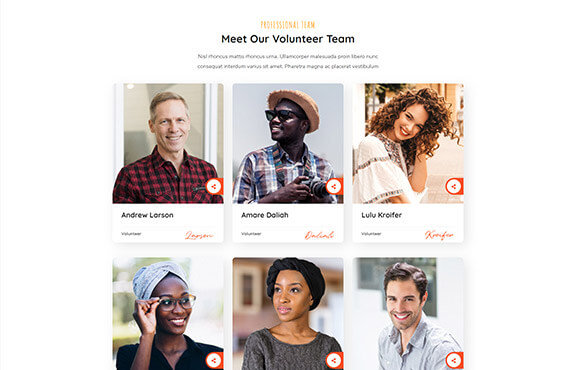 PROFESSIONAL TEAM
Meet Our Volunteer Team
Nisl rhoncus mattis rhoncus urna. Ullamcorper malesuada proin libero nunc
consequat interdum varius sit amet. Pharetra magna ac placerat vestibulum.
Andrew Larson
Volunteer
Larson
Amare Daliah
Volunteer
Daliah
Lulu Kroifer
Volunteer
Kroifer